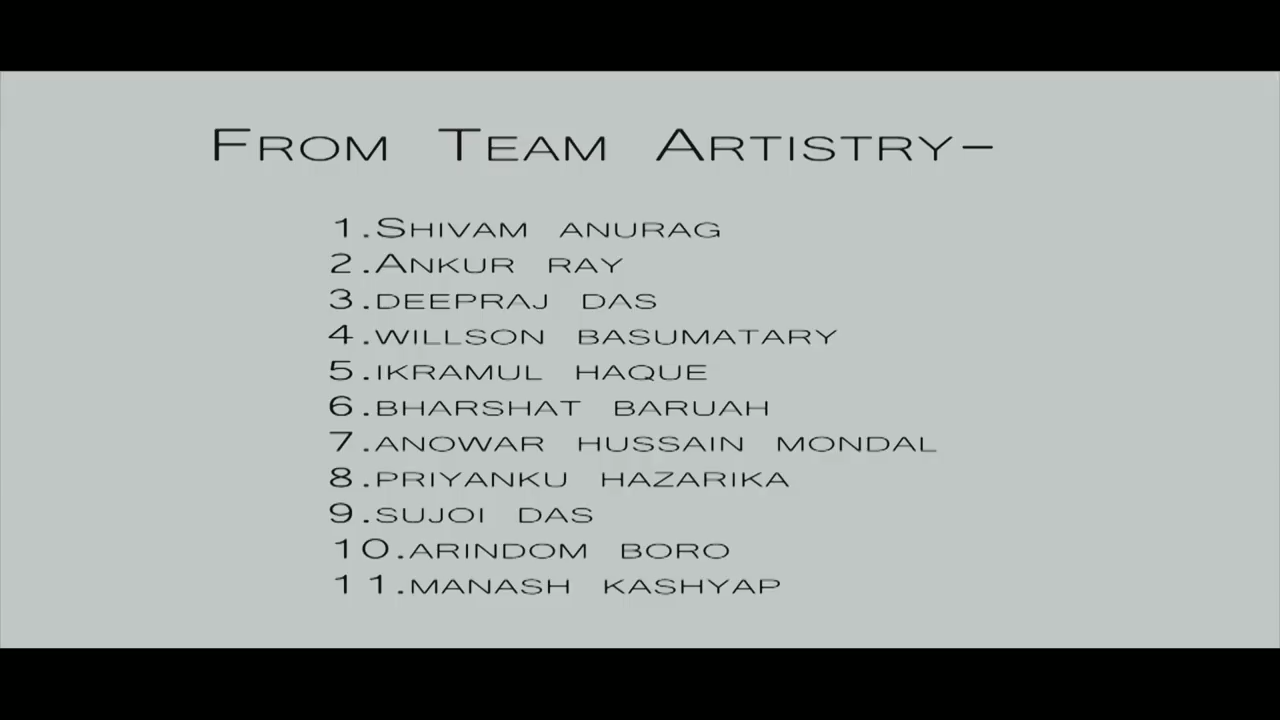 From Team Artistry-
1.Shivam anurag
2.Ankur ray
3.deepraj das
4.willson basumatary
5.ikramul haque
6.bharshat baruah
7.anowar hussain mondal
8.priyanku hazarika
9.sujoi das
10.arindom boro
11.manash kashyap